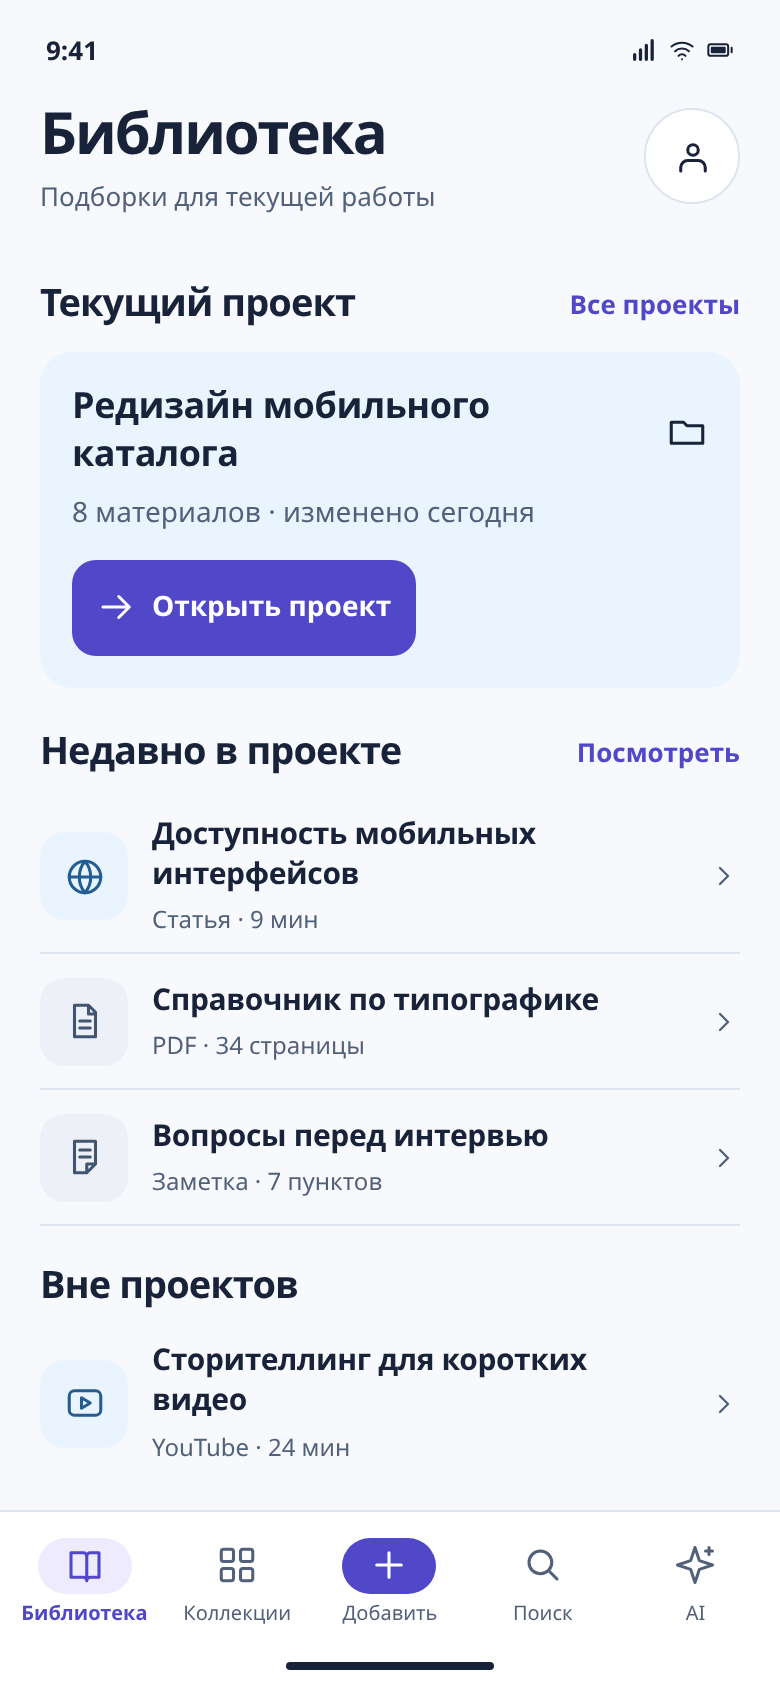 9:41
Библиотека
Подборки для текущей работы
Текущий проект
Все проекты
Редизайн мобильного
каталога
8 материалов · изменено сегодня
Открыть проект
Недавно в проекте
Посмотреть
Доступность мобильных
интерфейсов
Статья · 9 мин
Справочник по типографике
PDF · 34 страницы
Вопросы перед интервью
Заметка · 7 пунктов
Вне проектов
Сторителлинг для коротких
видео
YouTube · 24 мин
Библиотека
Коллекции
Добавить
Поиск
AI